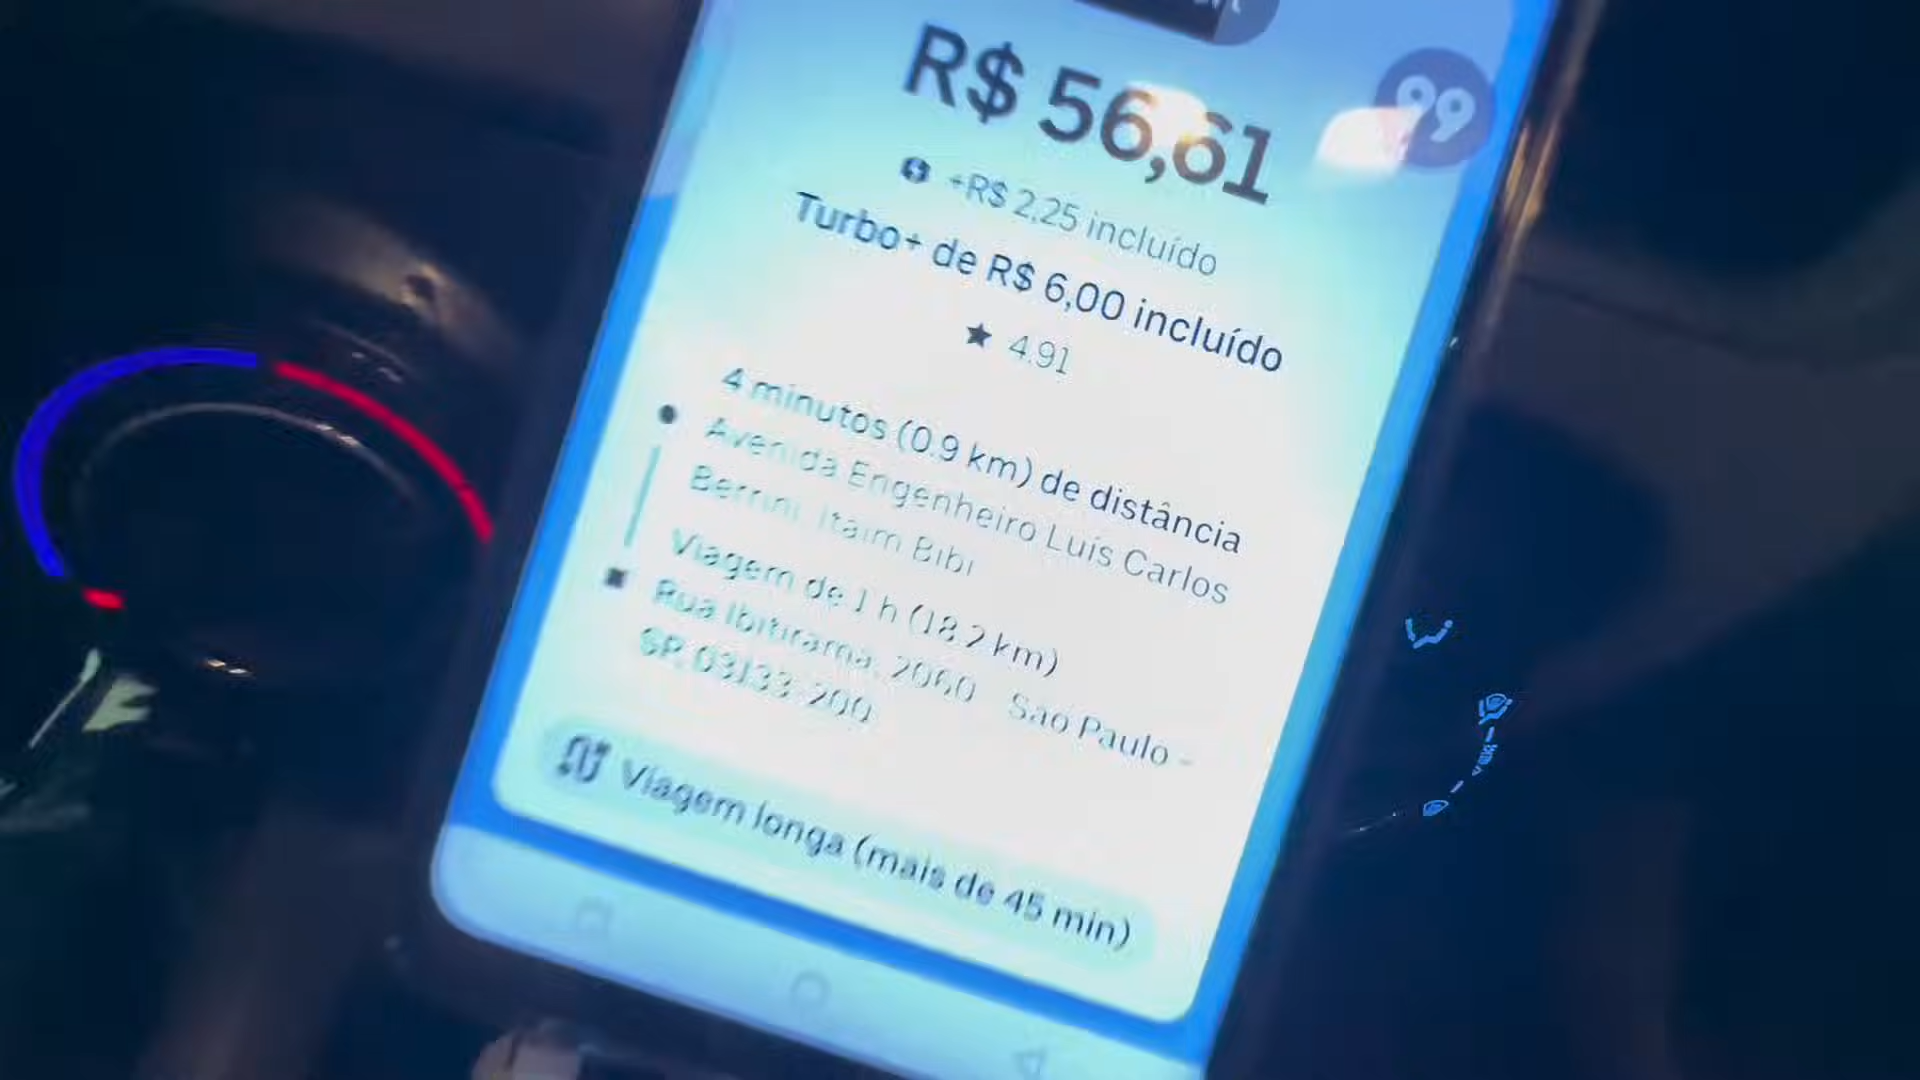 99
R$ 56,61
+R$ 2,25 incluído
Turbo+ de R$ 6,00 incluído
4.91
4 minutos (0.9 km) de distância
Avenida Engenheiro Luís Carlos
Berrini, Itaim Bibi
Viagem de 1 h (18.2 km)
Rua Ibitirama, 2060 São Paulo -
SP, 03133-200
Viagem longa (mais de 45 min)